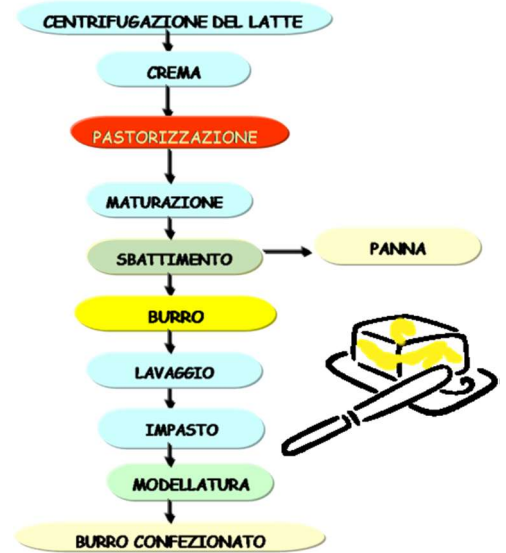 CENTRIFUGAZIONE DEL LATTE
CREMA
PASTORIZZAZIONE
MATURAZIONE
SBATTIMENTO
PANNA
BURRO
LAVAGGIO
IMPASTO
MODELLATURA
BURRO CONFEZIONATO